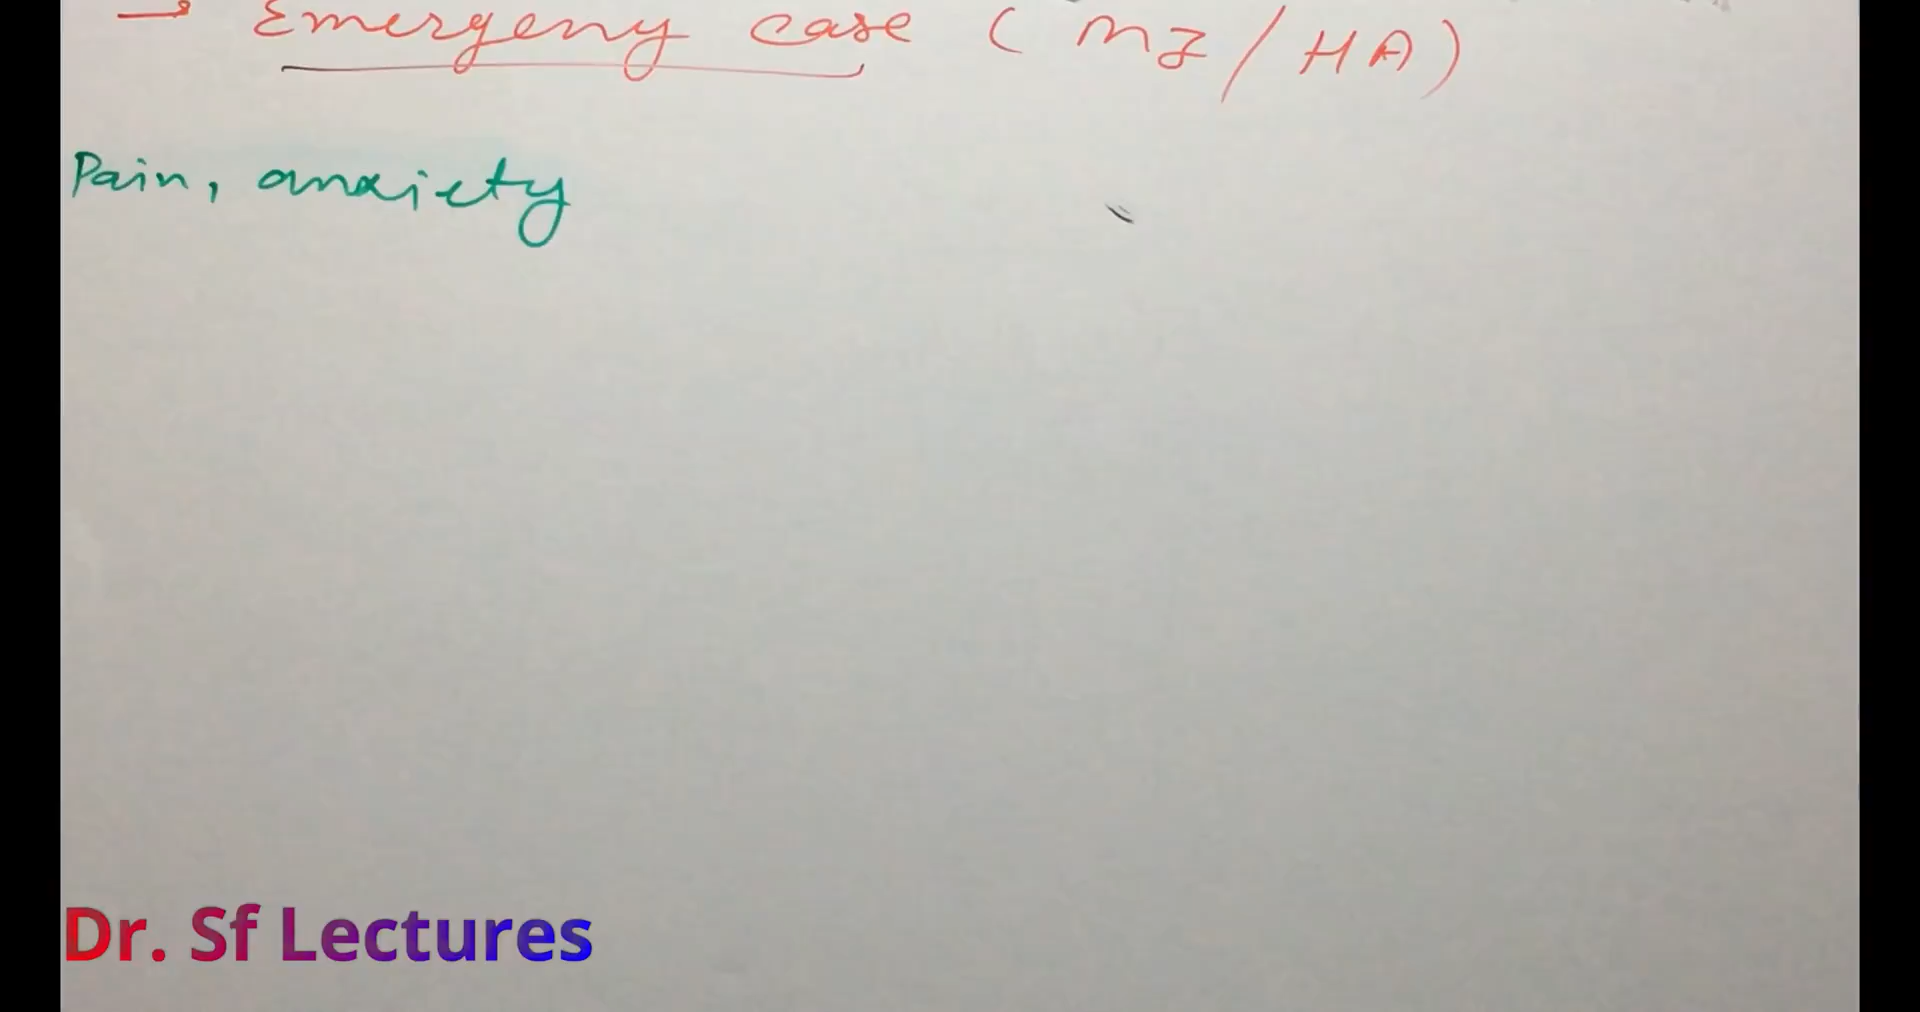 → Emergeny case (MI/HA)
Pain, anxiety
Dr. Sf Lectures